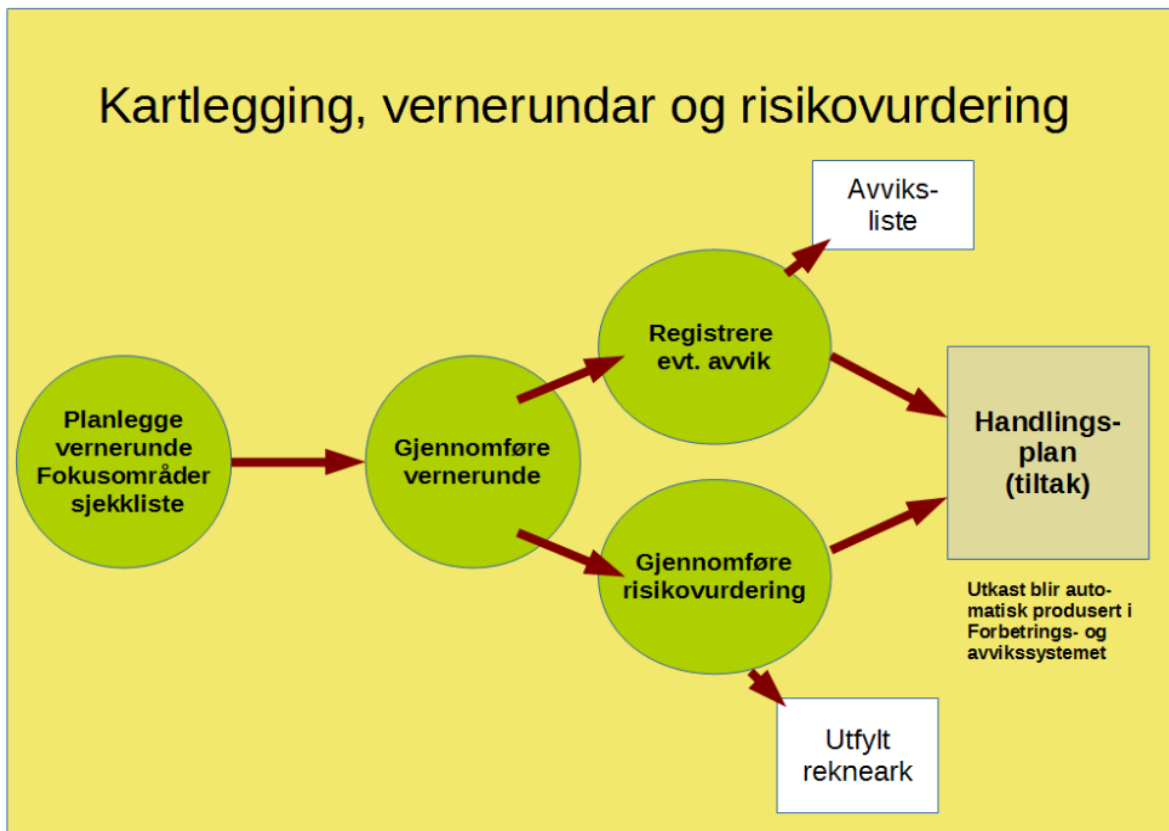 Kartlegging, vernerundar og risikovurdering
Avviks-
liste
Registrere
evt. avvik
Planlegge
vernerunde
Fokusområder
sjekkliste
Gjennomføre
vernerunde
Handlings-
plan
(tiltak)
Gjennomføre
risikovurdering
Utkast blir auto-
matisk produsert i
Forbetrings- og
avvikssystemet
Utfylt
rekneark